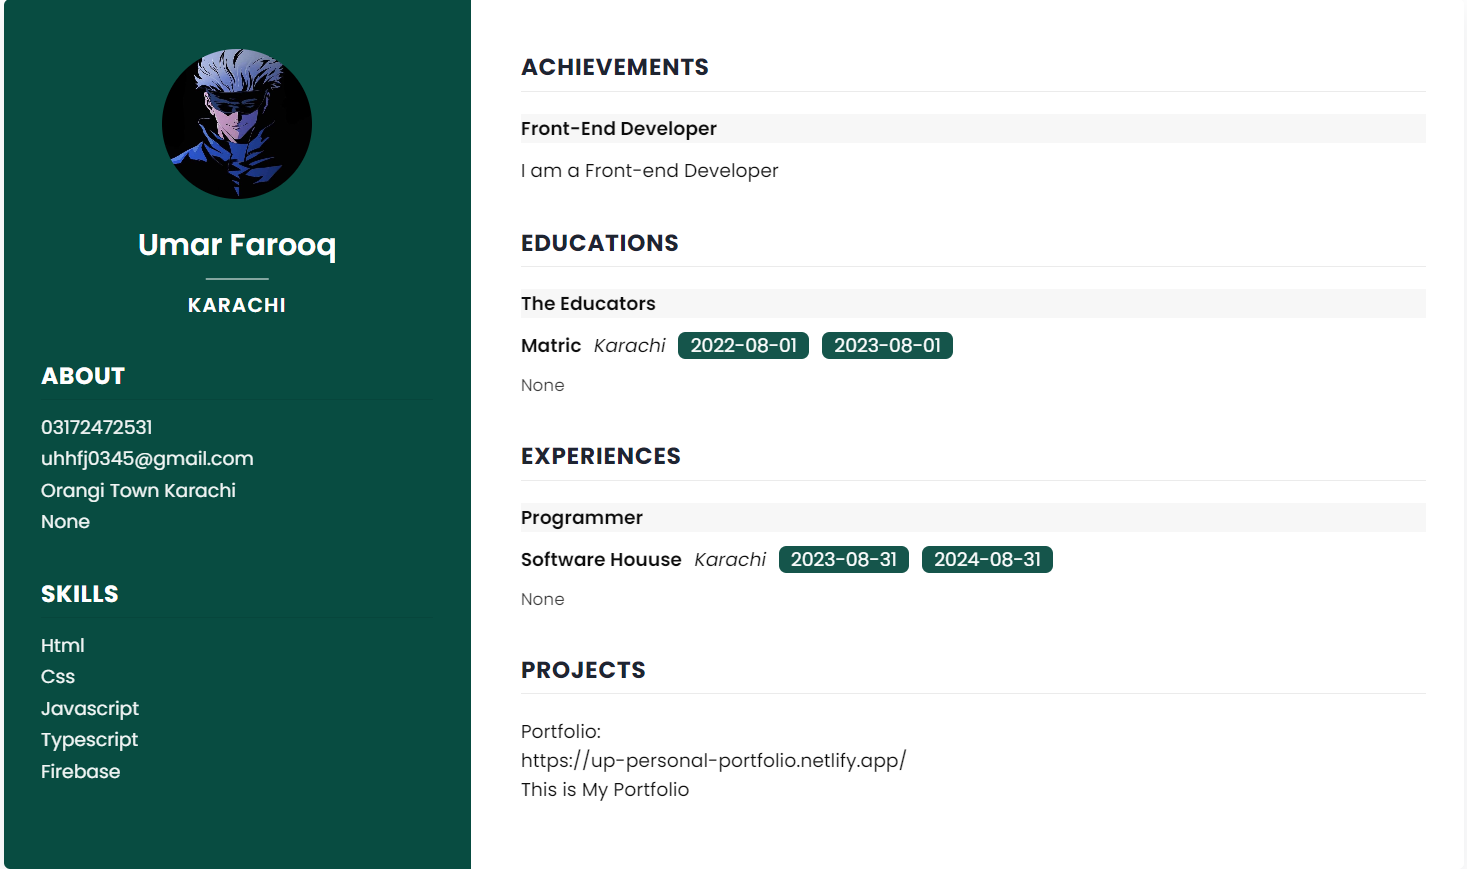 Umar Farooq
KARACHI
ABOUT
03172472531
uhhfj0345@gmail.com
Orangi Town Karachi
None
SKILLS
Html
Css
Javascript
Typescript
Firebase
ACHIEVEMENTS
Front-End Developer
I am a Front-end Developer
EDUCATIONS
The Educators
Matric Karachi 2022-08-01 2023-08-01
None
EXPERIENCES
Programmer
Software Houuse Karachi 2023-08-31 2024-08-31
None
PROJECTS
Portfolio:
https://up-personal-portfolio.netlify.app/
This is My Portfolio